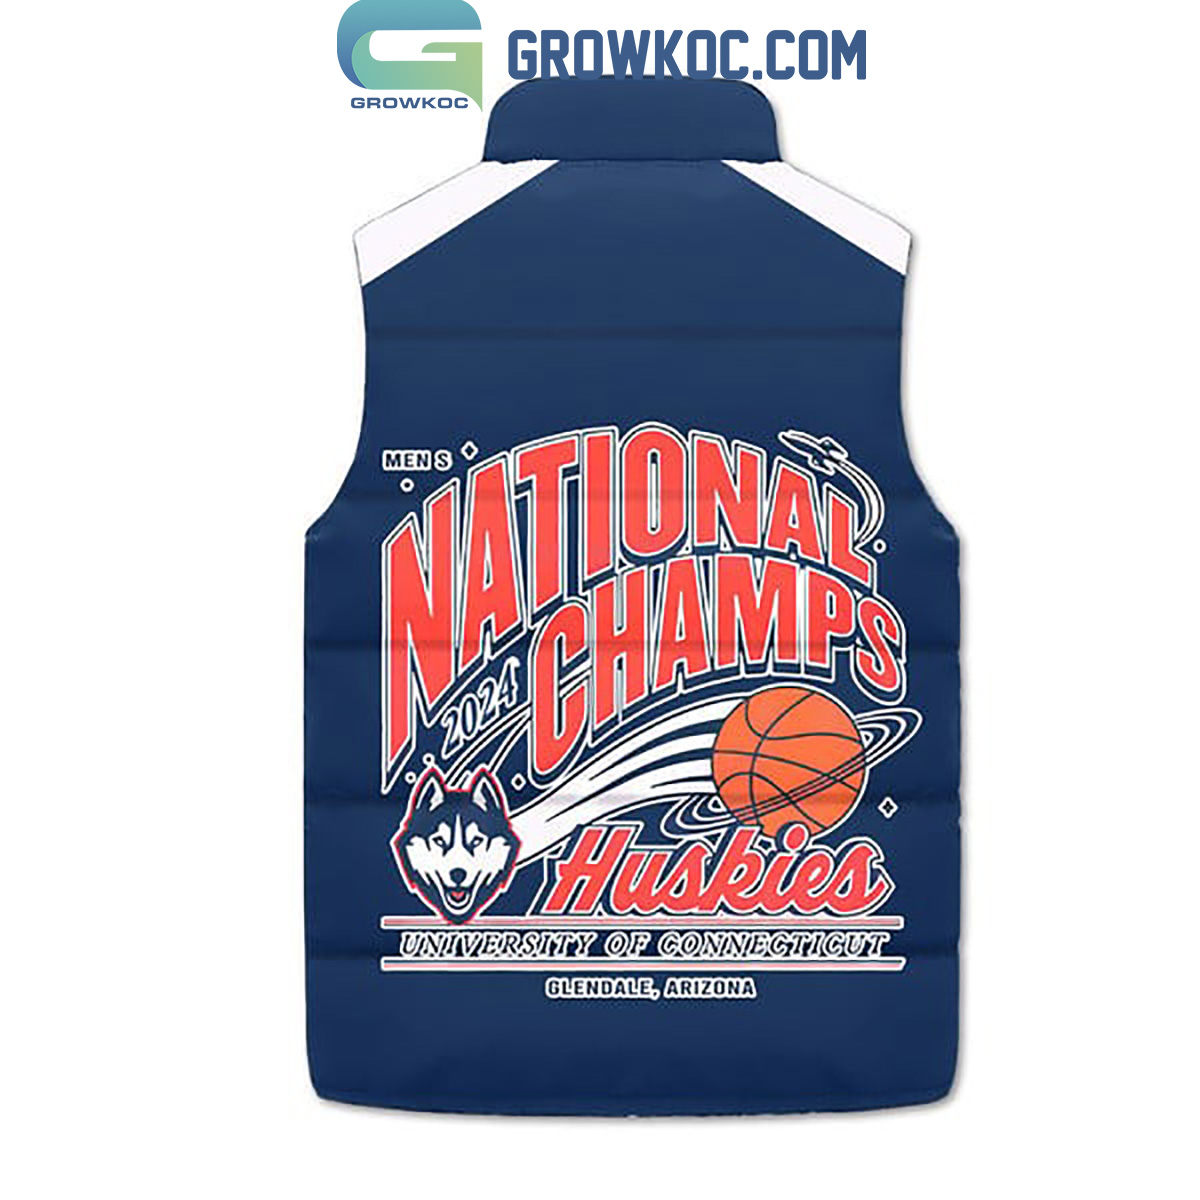 GROWKOC
GROWKOC.COM
MEN S
NATIONAL
CHAMPS
2024
Huskies
UNIVERSITY OF CONNECTICUT
GLENDALE, ARIZONA